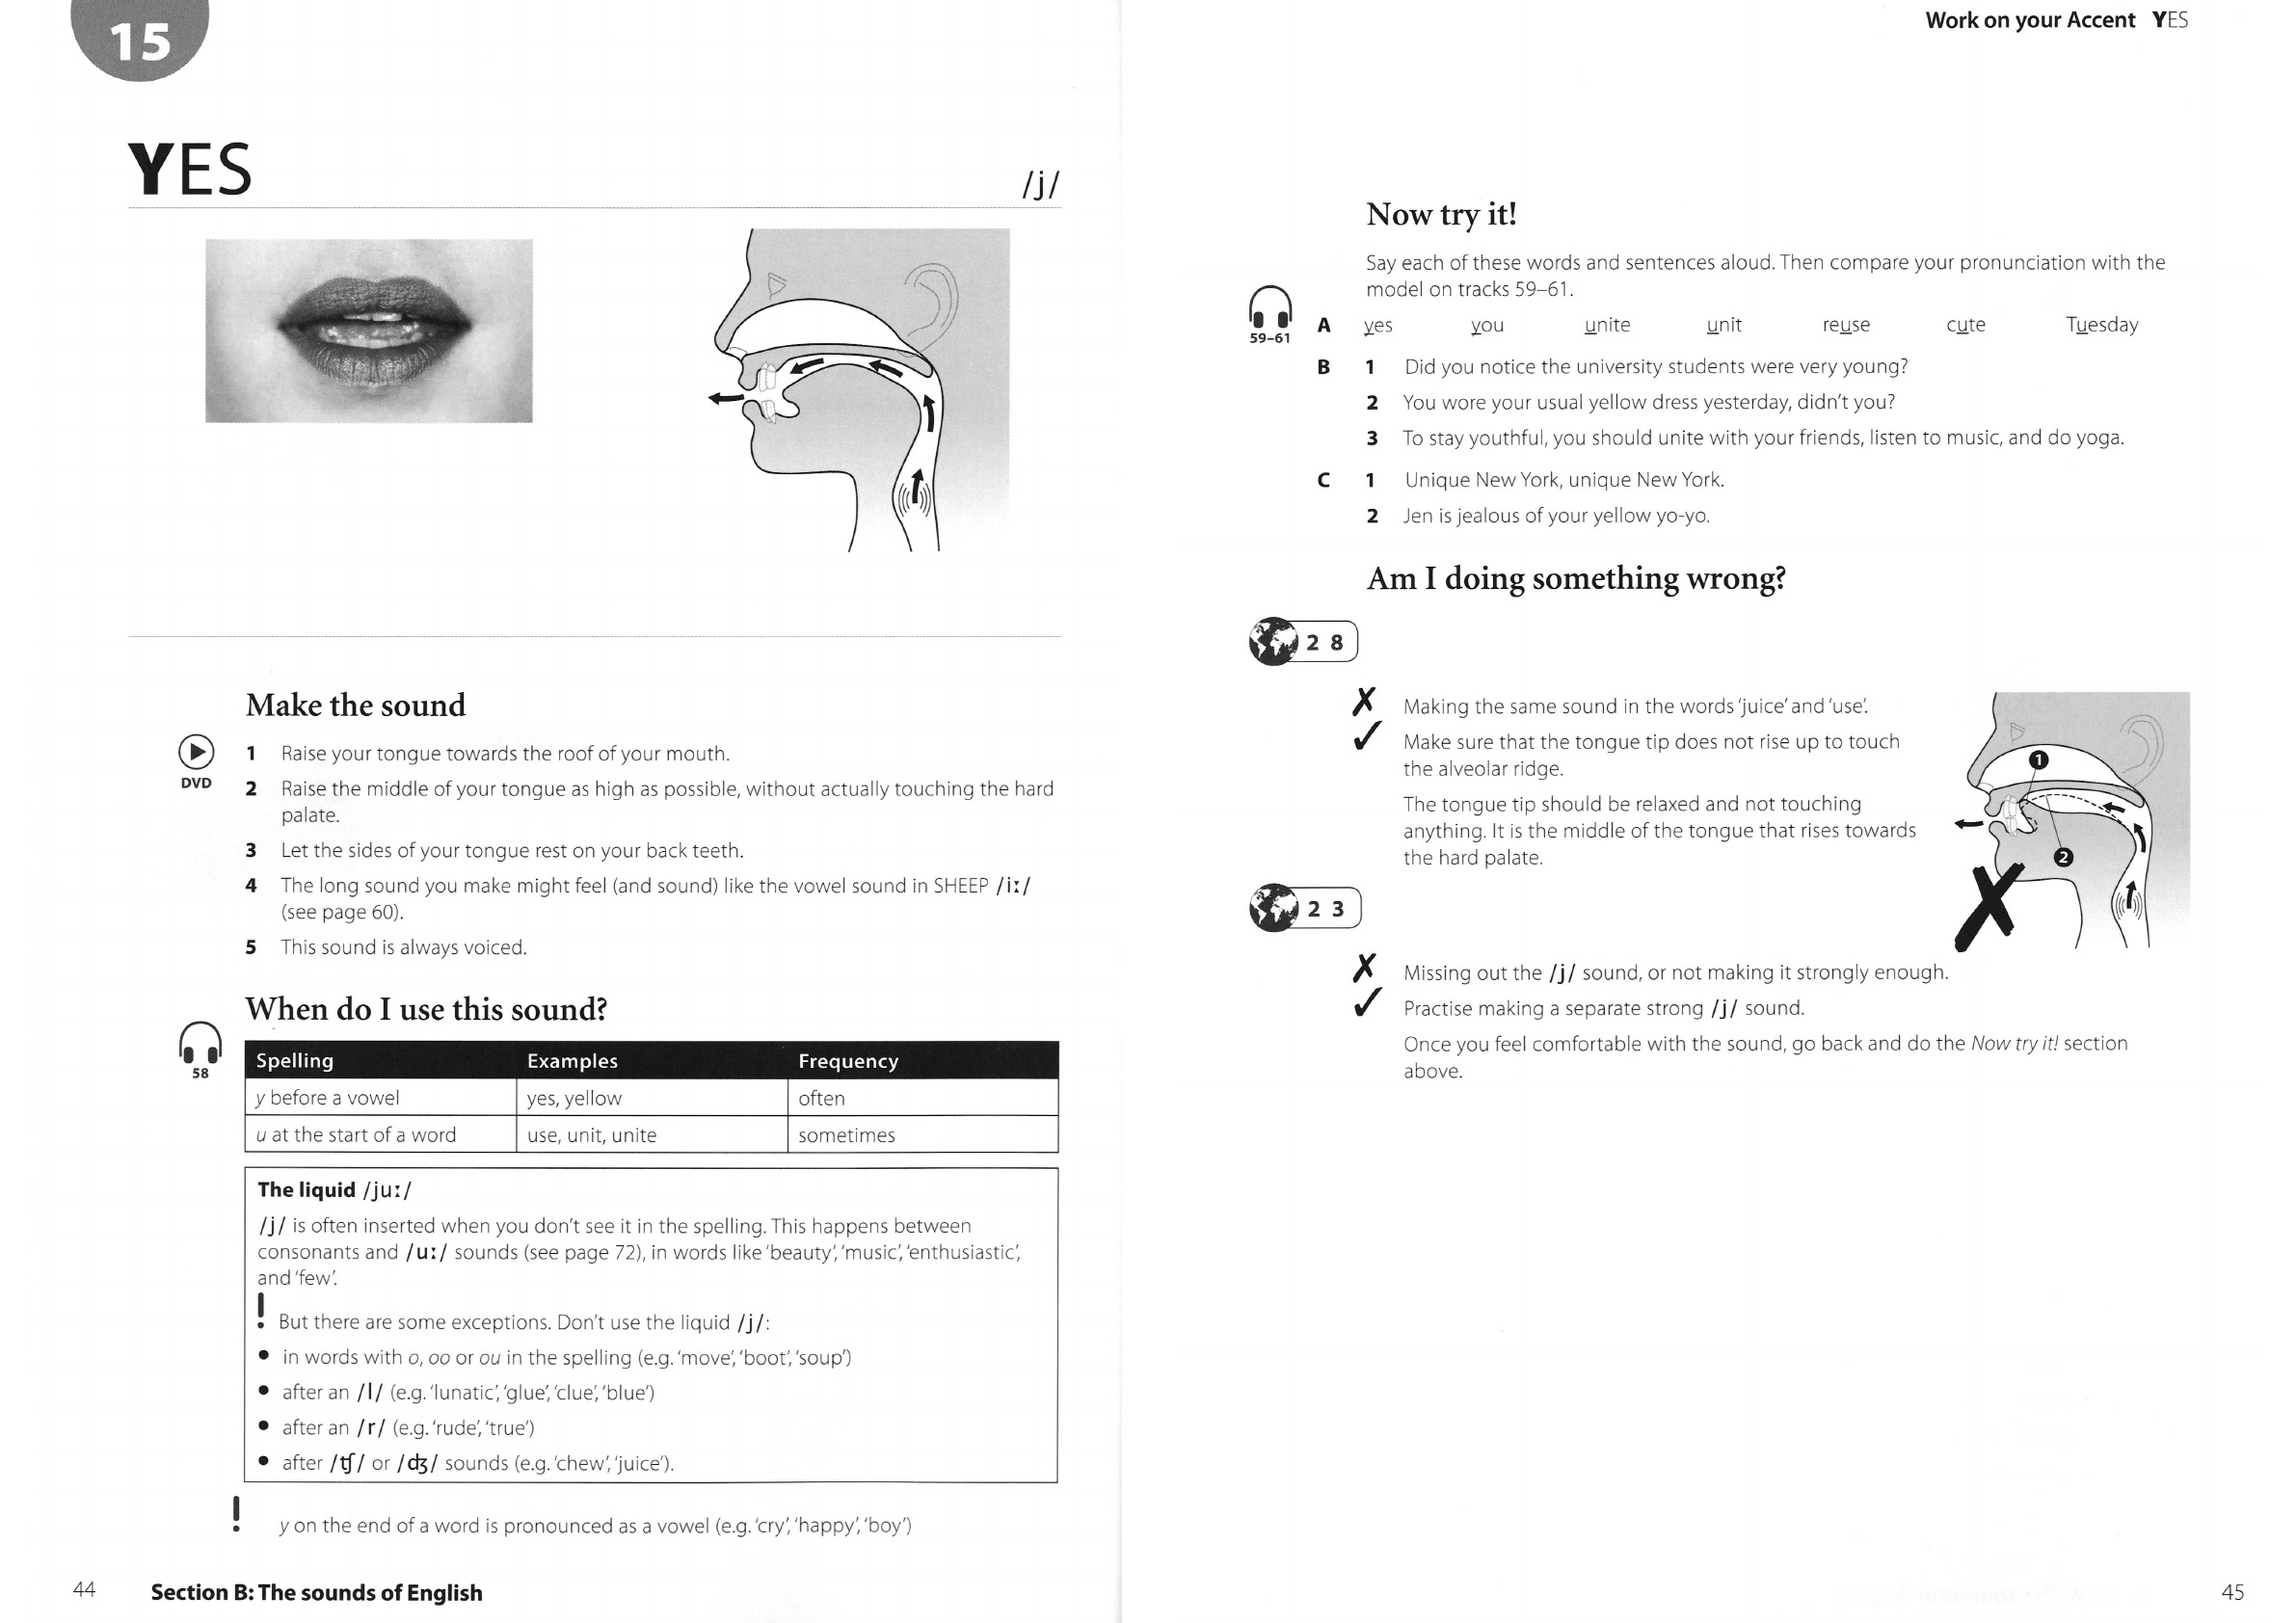 15
YES
/j/
Make the sound
DVD
1 Raise your tongue towards the roof of your mouth.
2 Raise the middle of your tongue as high as possible, without actually touching the hard
palate.
3 Let the sides of your tongue rest on your back teeth.
4 The long sound you make might feel (and sound) like the vowel sound in SHEEP /iː/
(see page 60).
5 This sound is always voiced.
When do I use this sound?
58
Spelling Examples Frequency
y before a vowel yes, yellow often
u at the start of a word use, unit, unite sometimes
The liquid /juː/
/j/ is often inserted when you don't see it in the spelling. This happens between
consonants and /uː/ sounds (see page 72), in words like 'beauty', 'music', 'enthusiastic',
and 'few'.
! But there are some exceptions. Don't use the liquid /j/:
• in words with o, oo or ou in the spelling (e.g. 'move', 'boot', 'soup')
• after an /l/ (e.g. 'lunatic', 'glue', 'clue', 'blue')
• after an /r/ (e.g. 'rude', 'true')
• after /ʧ/ or /ʤ/ sounds (e.g. 'chew', 'juice').
! y on the end of a word is pronounced as a vowel (e.g. 'cry', 'happy', 'boy')
44 Section B: The sounds of English
Work on your Accent YES
Now try it!
Say each of these words and sentences aloud. Then compare your pronunciation with the
model on tracks 59–61.
59–61
A yes you unite unit reuse cute Tuesday
B 1 Did you notice the university students were very young?
2 You wore your usual yellow dress yesterday, didn't you?
3 To stay youthful, you should unite with your friends, listen to music, and do yoga.
C 1 Unique New York, unique New York.
2 Jen is jealous of your yellow yo-yo.
Am I doing something wrong?
2 8
✗ Making the same sound in the words 'juice' and 'use'.
✓ Make sure that the tongue tip does not rise up to touch
the alveolar ridge.
The tongue tip should be relaxed and not touching
anything. It is the middle of the tongue that rises towards
the hard palate.
1
2
2 3
✗ Missing out the /j/ sound, or not making it strongly enough.
✓ Practise making a separate strong /j/ sound.
Once you feel comfortable with the sound, go back and do the Now try it! section
above.
45